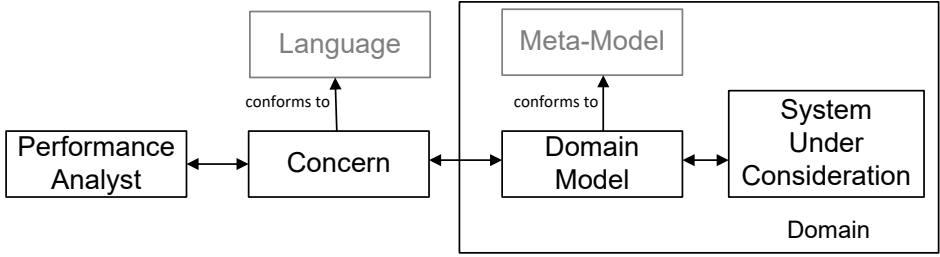 Language
Meta-Model
conforms to
conforms to
Performance
Analyst
Concern
Domain
Model
System
Under
Consideration
Domain